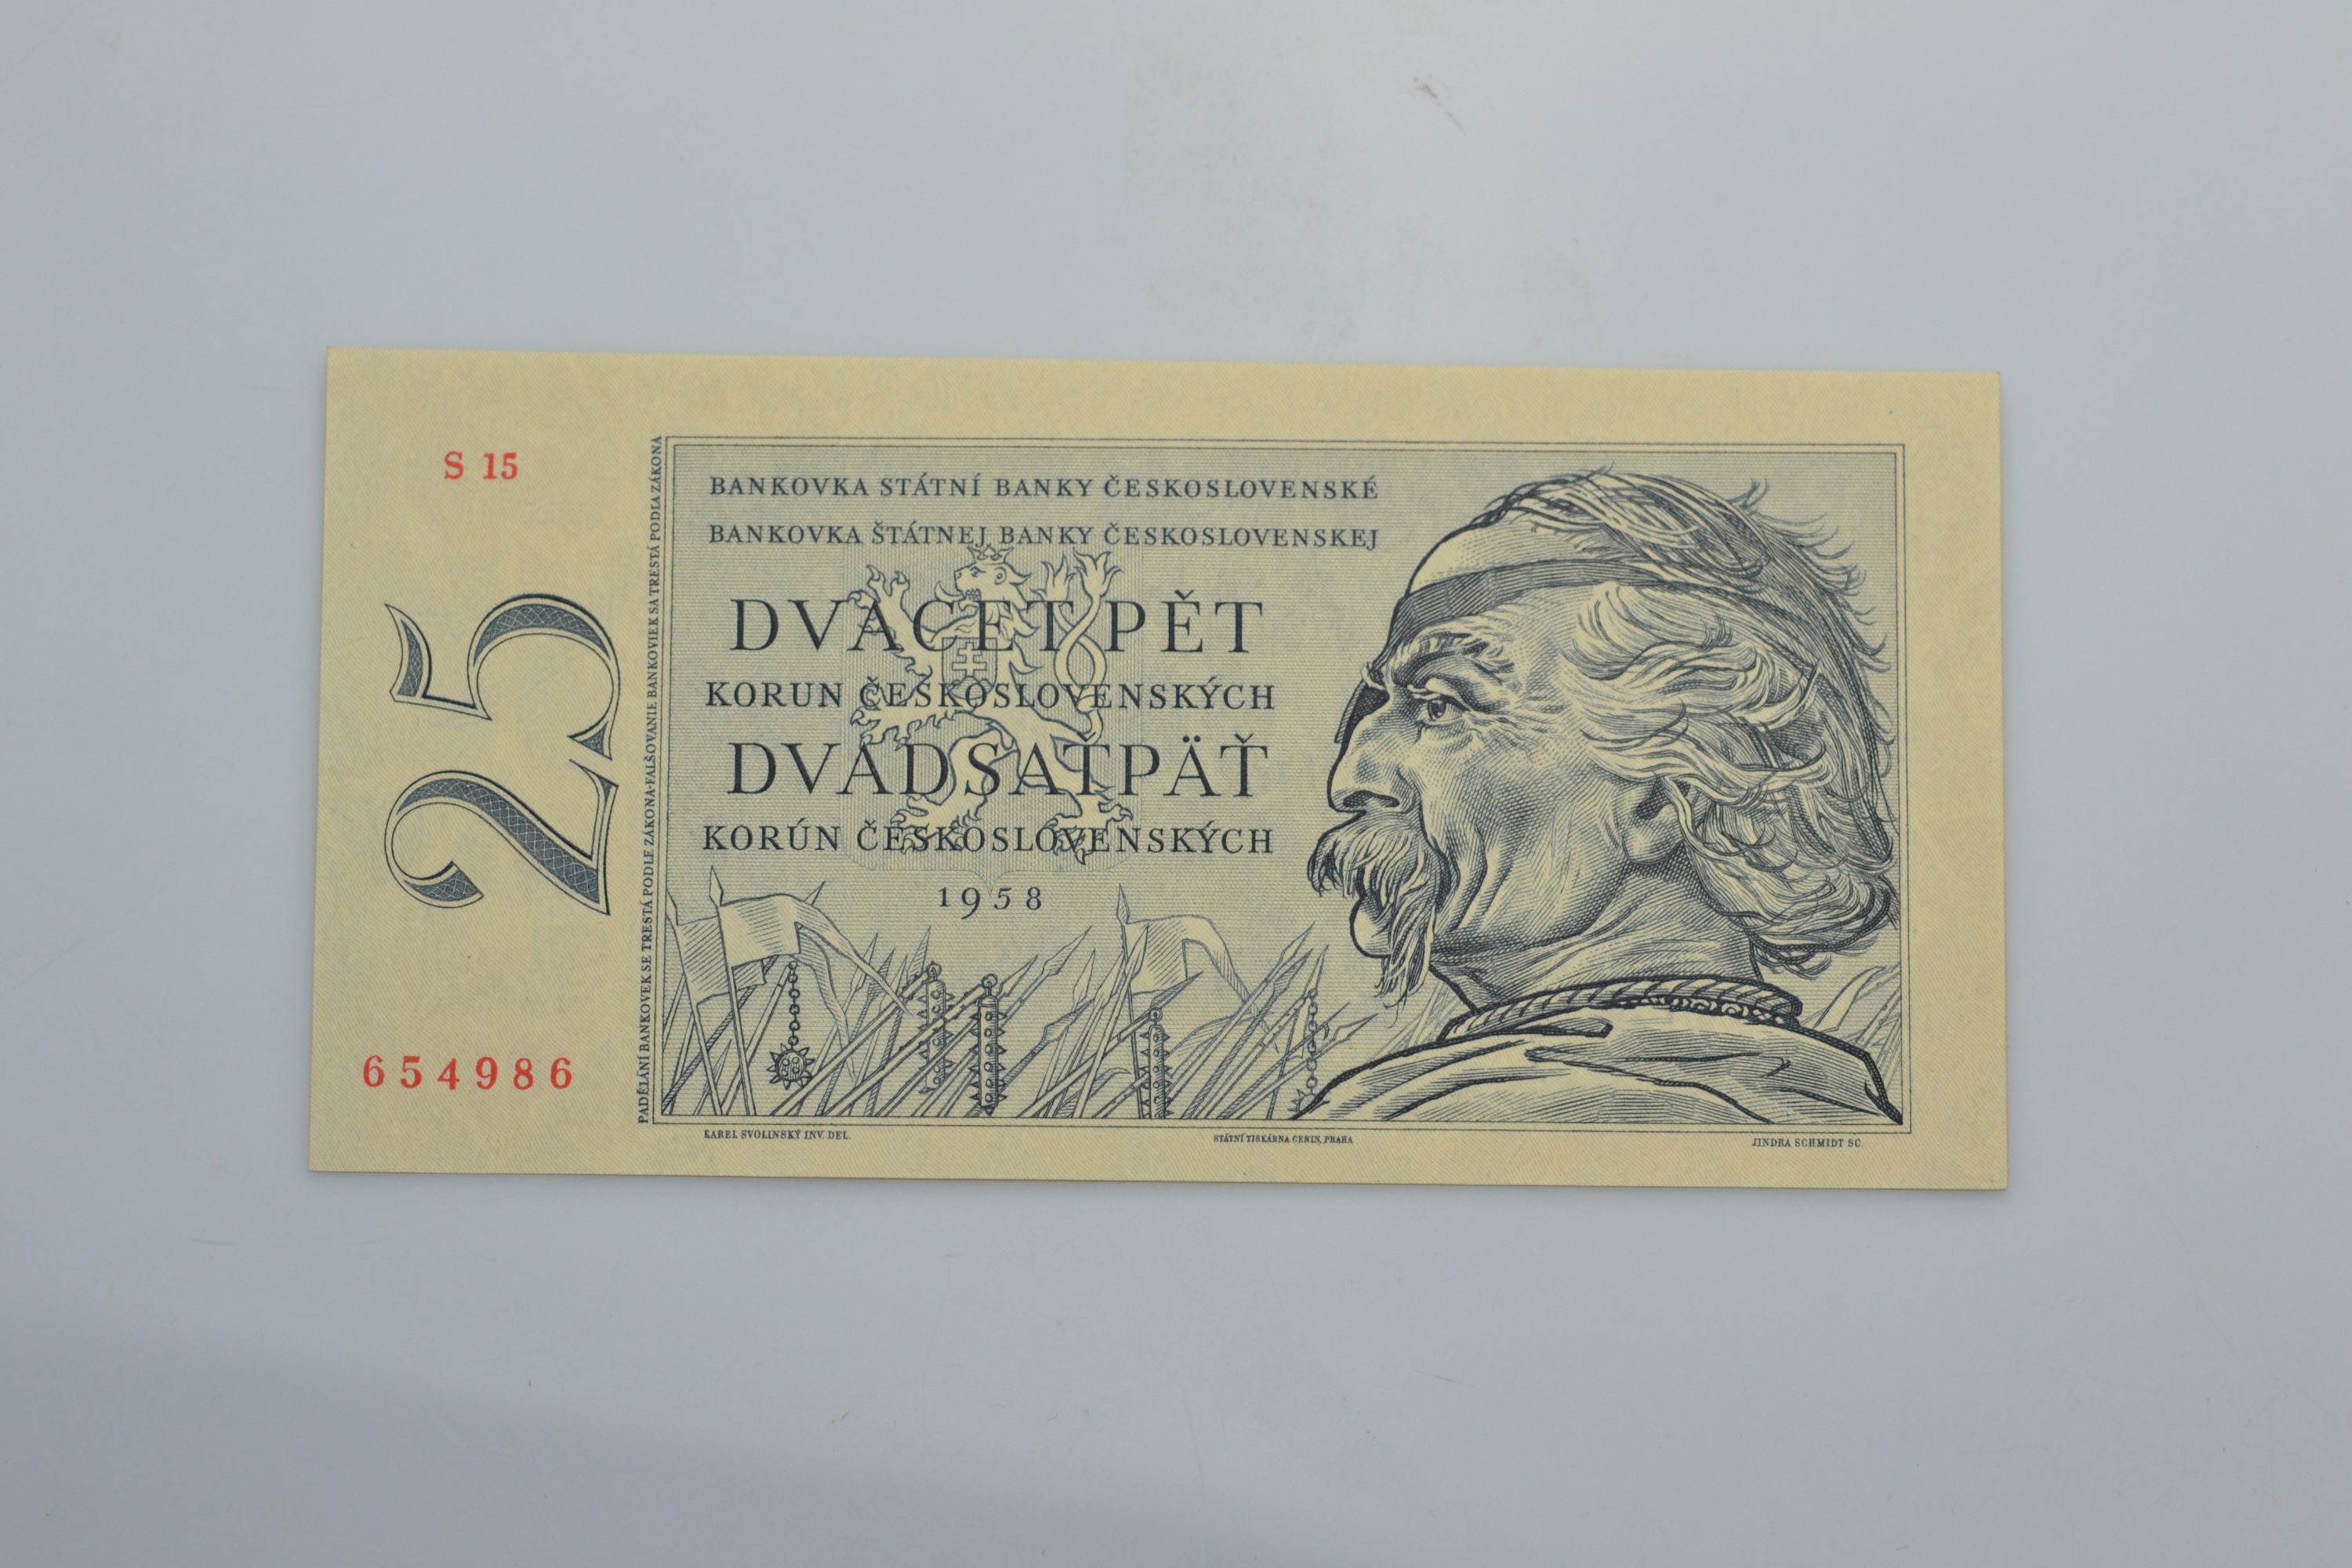 S 15
25
654986
PADĚLÁNÍ BANKOVEK SE TRESTÁ PODLE ZÁKONA-FALŠOVANIE BANKOVIEK SA TRESTÁ PODĽA ZÁKONA
BANKOVKA STÁTNÍ BANKY ČESKOSLOVENSKÉ
BANKOVKA ŠTÁTNEJ BANKY ČESKOSLOVENSKEJ
DVACET PĚT
KORUN ČESKOSLOVENSKÝCH
DVADSAŤPÄŤ
KORÚN ČESKOSLOVENSKÝCH
1958
KAREL SVOLINSKÝ INV. DEL.
STÁTNÍ TISKÁRNA CENIN, PRAHA
JINDRA SCHMIDT SC.